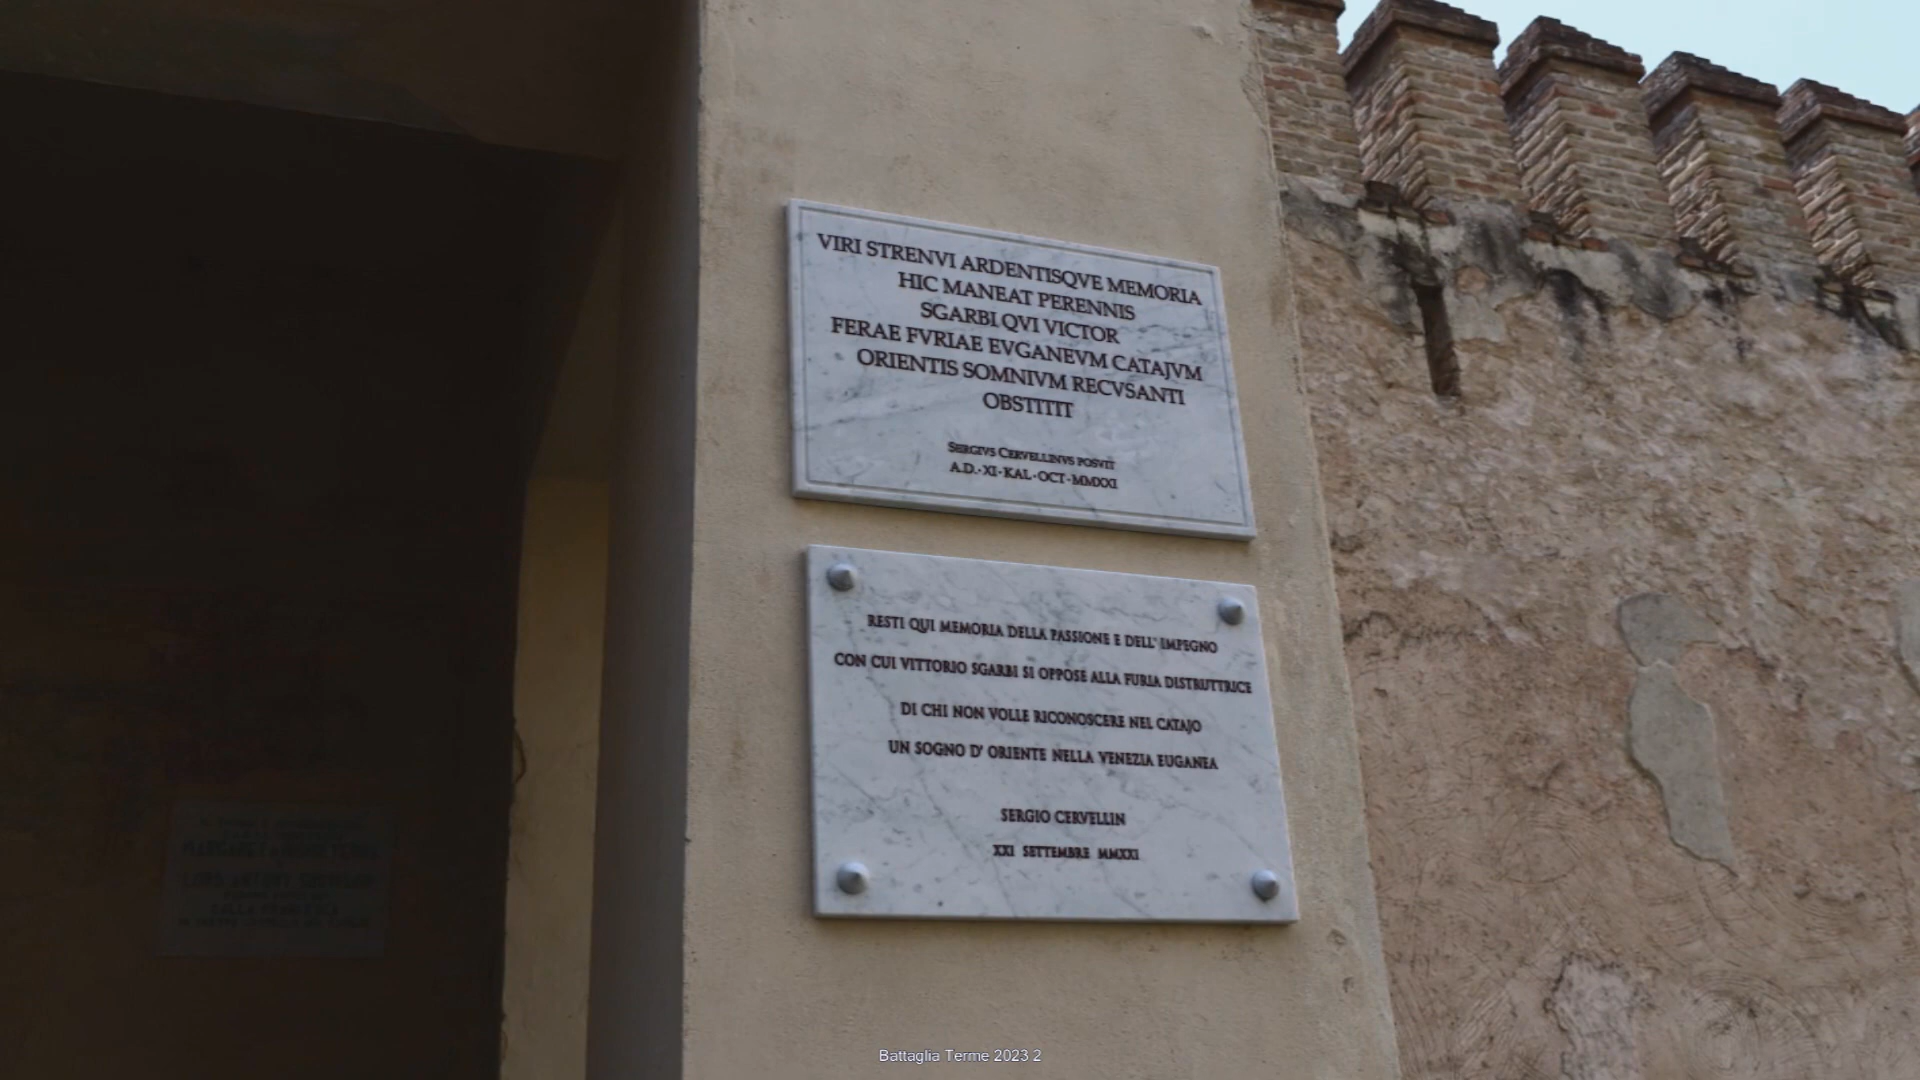 VIRI STRENVI ARDENTISQVE MEMORIA
HIC MANEAT PERENNIS
SGARBI QVI VICTOR
FERAE FVRIAE EVGANEVM CATAJVM
ORIENTIS SOMNIVM RECVSANTI
OBSTITIT
SERGIVS CERVELLINVS POSVIT
A.D.·XI·KAL·OCT·MMXXI
RESTI QUI MEMORIA DELLA PASSIONE E DELL' IMPEGNO
CON CUI VITTORIO SGARBI SI OPPOSE ALLA FURIA DISTRUTTRICE
DI CHI NON VOLLE RICONOSCERE NEL CATAJO
UN SOGNO D' ORIENTE NELLA VENEZIA EUGANEA
SERGIO CERVELLIN
XXI SETTEMBRE MMXXI
Battaglia Terme 2023 2